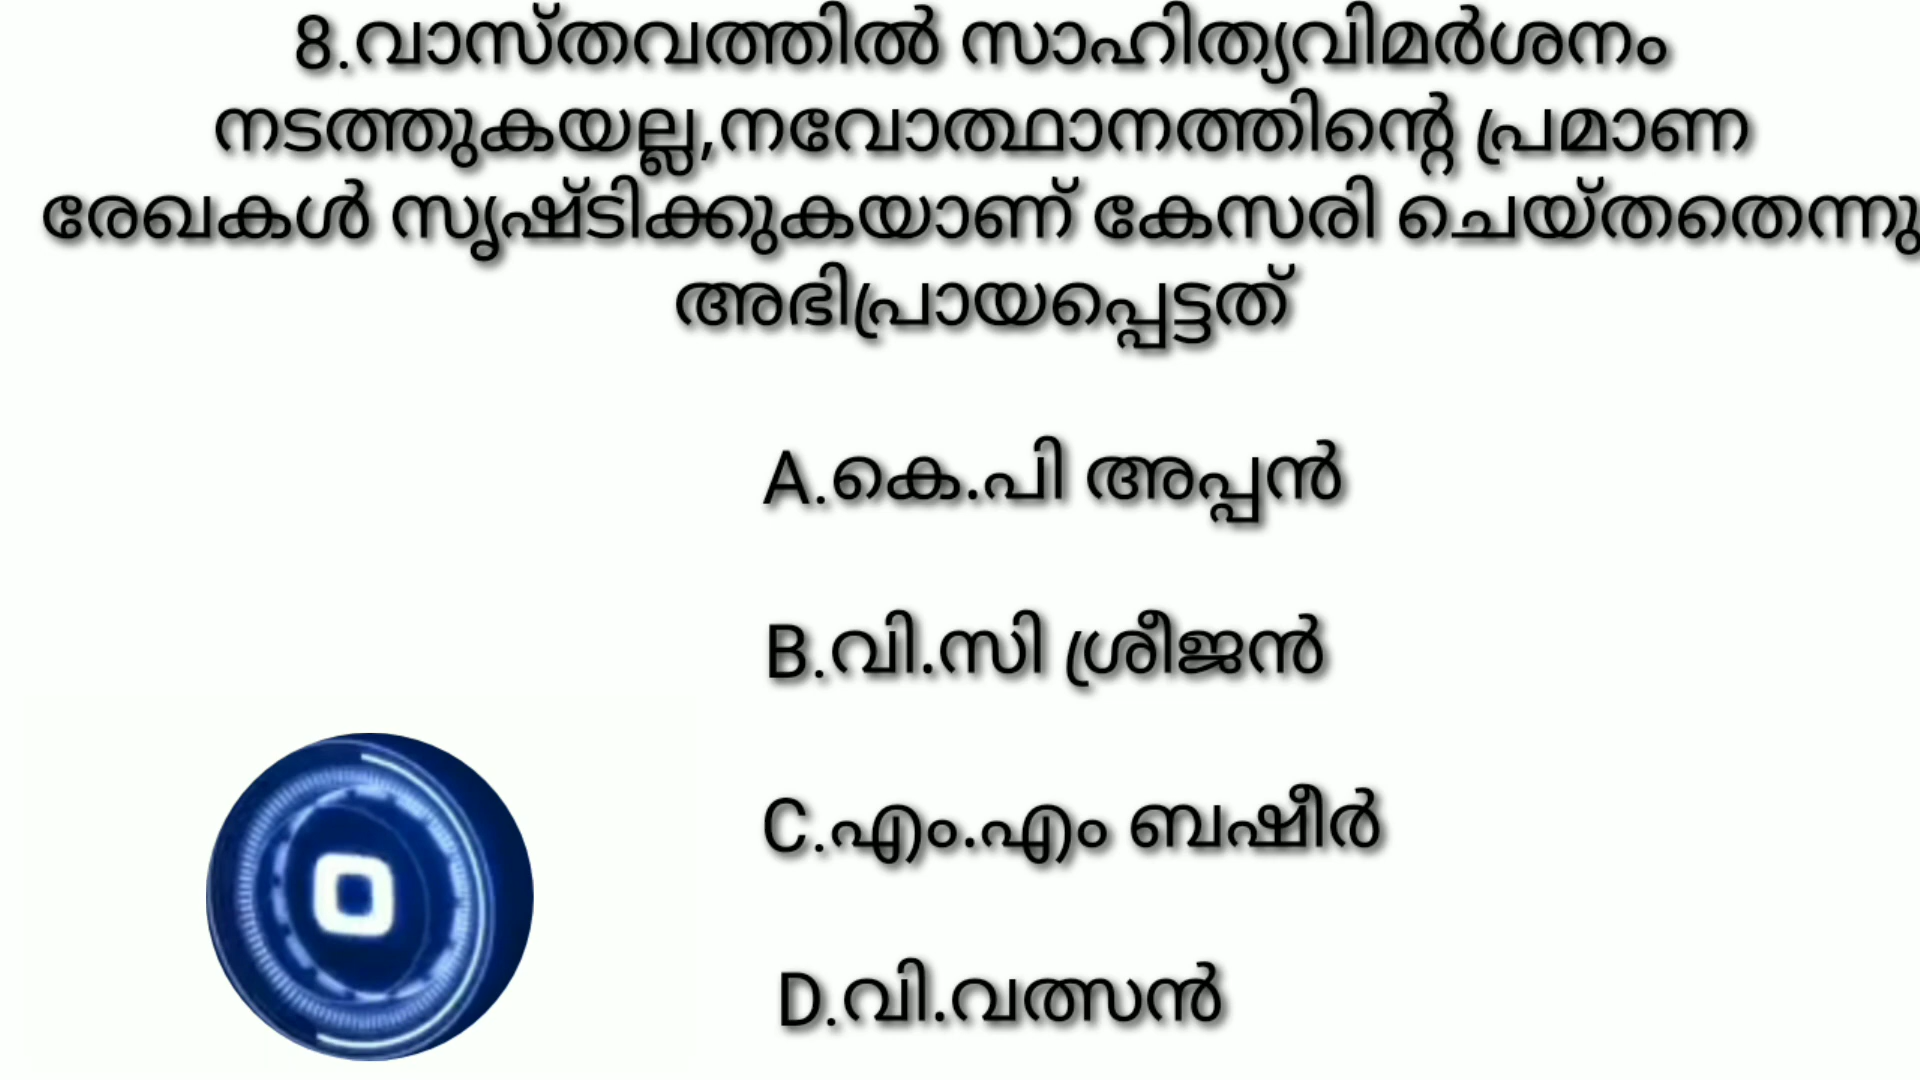 8.വാസ്തവത്തിൽ സാഹിത്യവിമർശനം
നടത്തുകയല്ല,നവോത്ഥാനത്തിന്റെ പ്രമാണ
രേഖകൾ സൃഷ്ടിക്കുകയാണ് കേസരി ചെയ്തതെന്നു
അഭിപ്രായപ്പെട്ടത്
A.കെ.പി അപ്പൻ
B.വി.സി ശ്രീജൻ
C.എം.എം ബഷീർ
D.വി.വത്സൻ